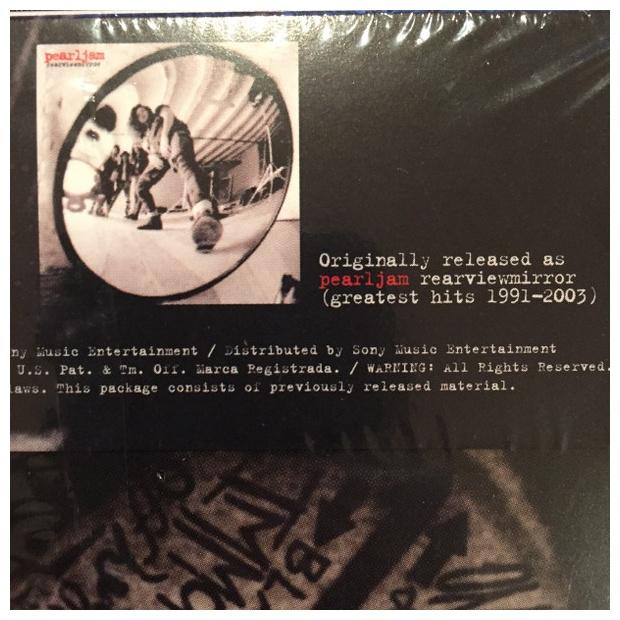 pearljam
rearviewmirror
Originally released as
pearljam rearviewmirror
(greatest hits 1991-2003)
ny Music Entertainment / Distributed by Sony Music Entertainment
U.S. Pat. & Tm. Off. Marca Registrada. / WARNING: All Rights Reserved.
laws. This package consists of previously released material.